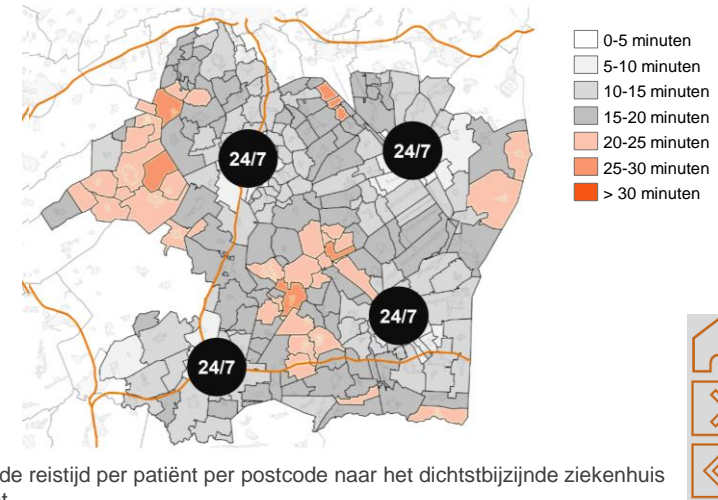 0-5 minuten
5-10 minuten
10-15 minuten
15-20 minuten
20-25 minuten
25-30 minuten
> 30 minuten
24/7
24/7
24/7
24/7
de reistijd per patiënt per postcode naar het dichtstbijzijnde ziekenhuis